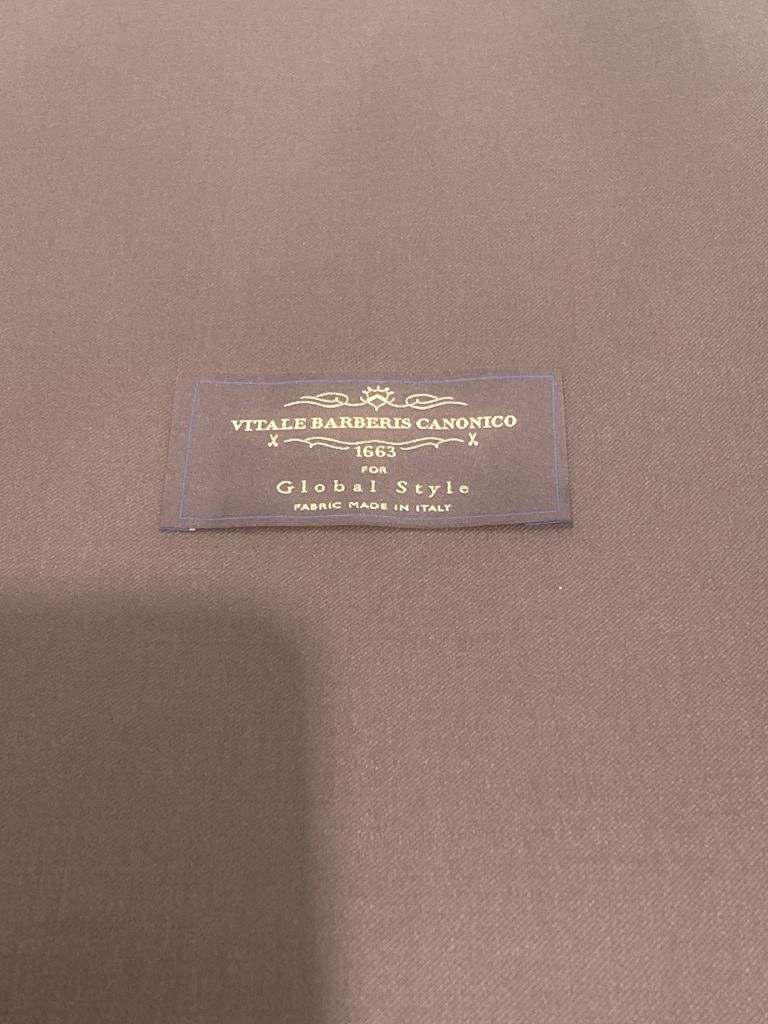 VITALE BARBERIS CANONICO
1663
FOR
Global Style
FABRIC MADE IN ITALY